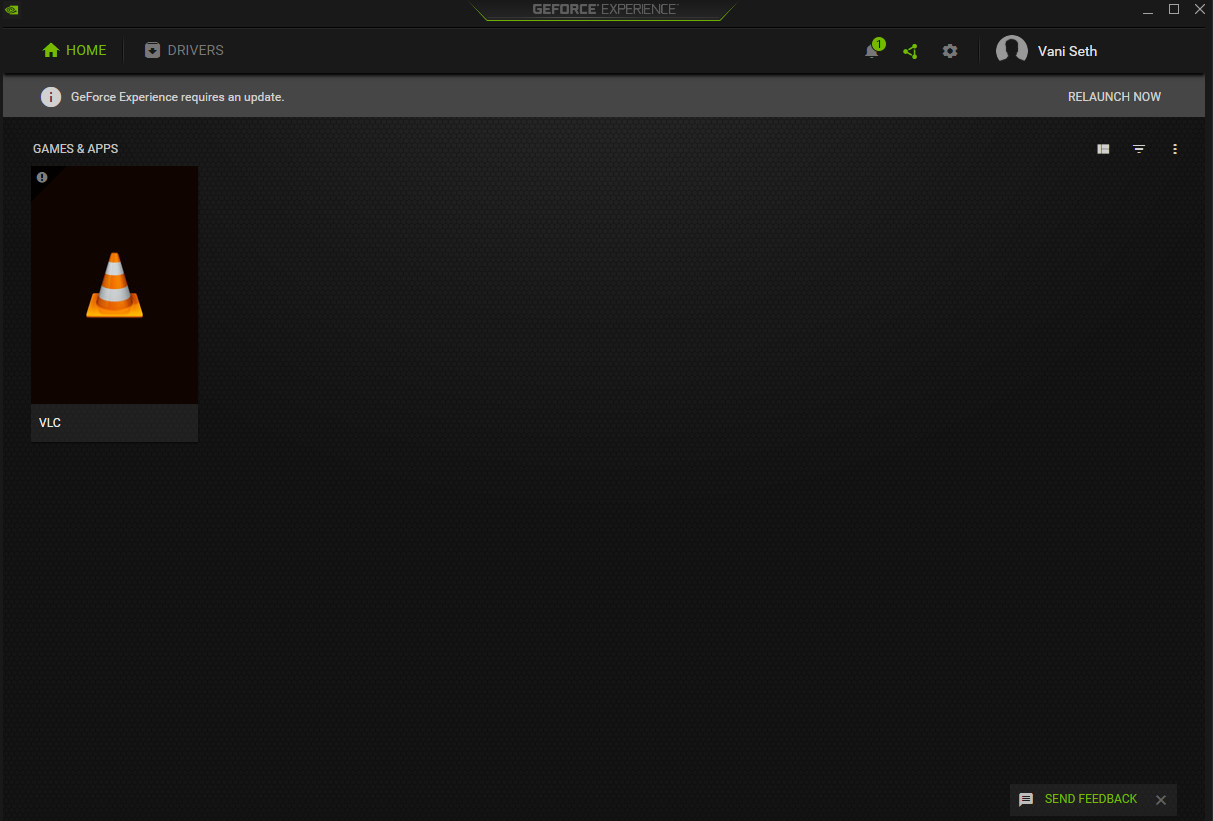 GEFORCE EXPERIENCE
HOME
DRIVERS
1
Vani Seth
GeForce Experience requires an update.
RELAUNCH NOW
GAMES & APPS
VLC
SEND FEEDBACK